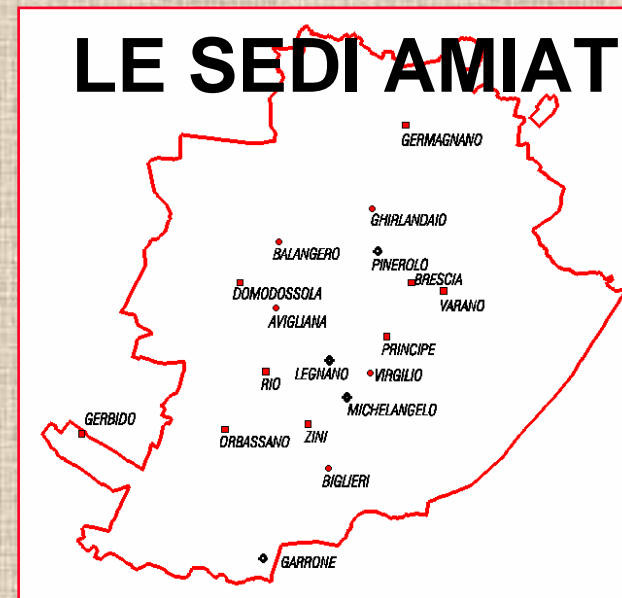 LE SEDI AMIAT
GERMAGNANO
GHIRLANDAIO
BALANGERO
PINEROLO
BRESCIA
DOMODOSSOLA
VARANO
AVIGLIANA
PRINCIPE
LEGNANO
VIRGILIO
RIO
MICHELANGELO
GERBIDO
ORBASSANO
ZINI
BIGLIERI
GARRONE